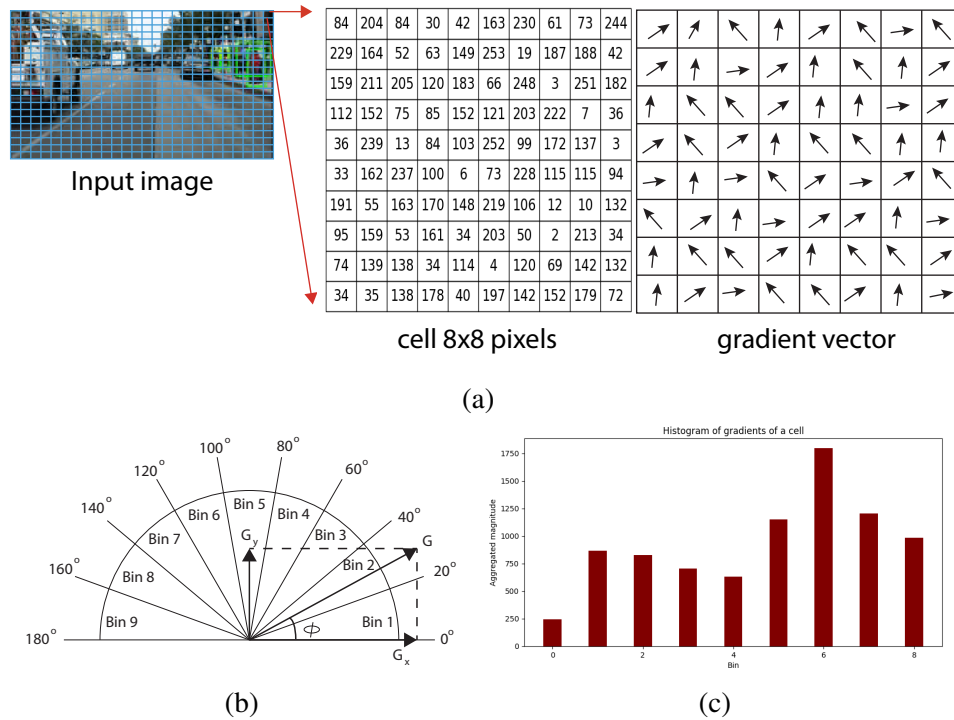 84 204 84 30 42 163 230 61 73 244
229 164 52 63 149 253 19 187 188 42
159 211 205 120 183 66 248 3 251 182
112 152 75 85 152 121 203 222 7 36
36 239 13 84 103 252 99 172 137 3
33 162 237 100 6 73 228 115 115 94
191 55 163 170 148 219 106 12 10 132
95 159 53 161 34 203 50 2 213 34
74 139 138 34 114 4 120 69 142 132
34 35 138 178 40 197 142 152 179 72
Input image
cell 8x8 pixels
gradient vector
(a)
100° 80°
120° 60°
140° 40°
160° 20°
180° 0°
Bin 5
Bin 6 Bin 4
Bin 7 Bin 3
Bin 8 Bin 2
Bin 9 Bin 1
Gy
G
ϕ
Gx
(b)
Histogram of gradients of a cell
Aggregated magnitude
1750
1500
1250
1000
750
500
250
0
0 2 4 6 8
Bin
(c)